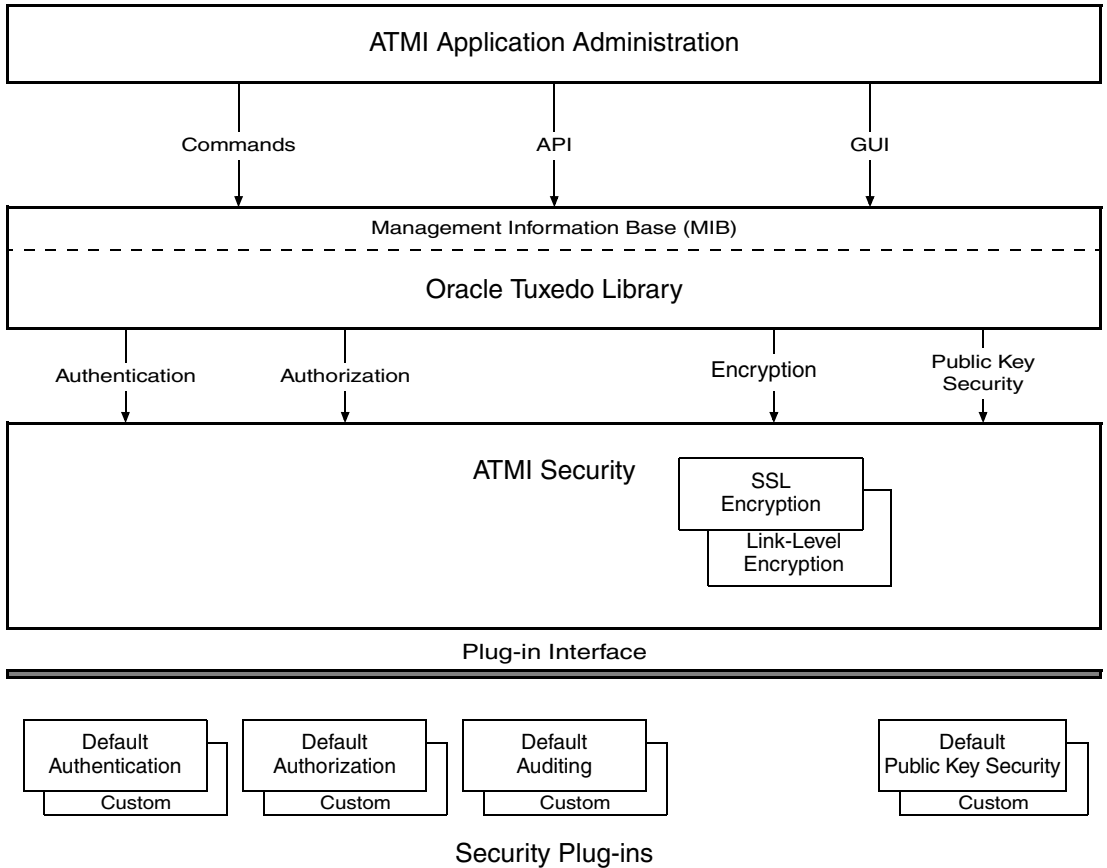 ATMI Application Administration
Commands
API
GUI
Management Information Base (MIB)
Oracle Tuxedo Library
Authentication
Authorization
Encryption
Public Key
Security
ATMI Security
SSL
Encryption
Link-Level
Encryption
Plug-in Interface
Default
Authentication
Custom
Default
Authorization
Custom
Default
Auditing
Custom
Default
Public Key Security
Custom
Security Plug-ins